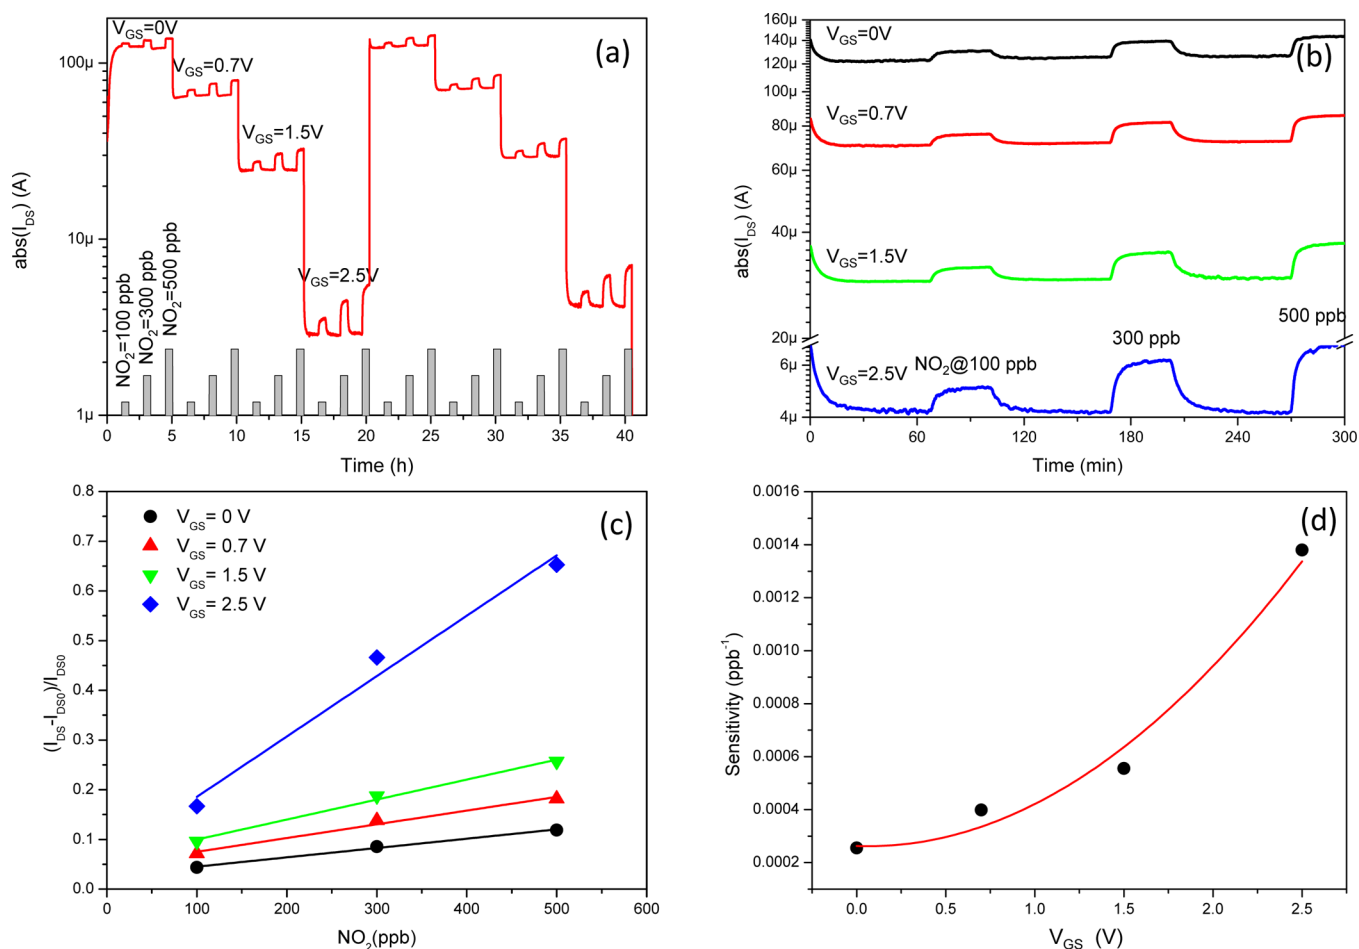 (a)
V_GS=0V
V_GS=0.7V
V_GS=1.5V
V_GS=2.5V
NO_2=100 ppb
NO_2=300 ppb
NO_2=500 ppb
100µ
10µ
1µ
abs(I_DS) (A)
0 5 10 15 20 25 30 35 40
Time (h)
(b)
160µ
140µ
120µ
100µ
80µ
60µ
40µ
20µ
6µ
4µ
abs(I_DS) (A)
V_GS=0V
V_GS=0.7V
V_GS=1.5V
V_GS=2.5V
NO_2@100 ppb
300 ppb
500 ppb
0 60 120 180 240 300
Time (min)
(c)
V_GS= 0 V
V_GS= 0.7 V
V_GS= 1.5 V
V_GS= 2.5 V
0.8
0.7
0.6
0.5
0.4
0.3
0.2
0.1
0.0
(I_DS-I_DS0)/I_DS0
0 100 200 300 400 500 600
NO_2(ppb)
(d)
0.0016
0.0014
0.0012
0.0010
0.0008
0.0006
0.0004
0.0002
Sensitivity (ppb^-1)
0.0 0.5 1.0 1.5 2.0 2.5
V_GS (V)